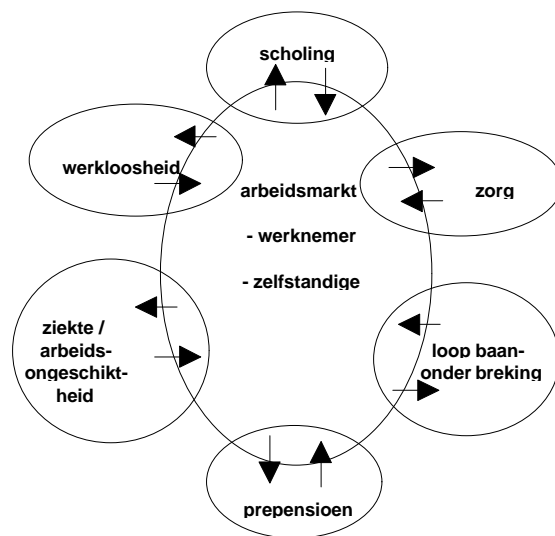 scholing
werkloosheid
arbeidsmarkt
- werknemer
- zelfstandige
zorg
ziekte /
arbeids-
ongeschikt-
heid
loop baan-
onder breking
prepensioen